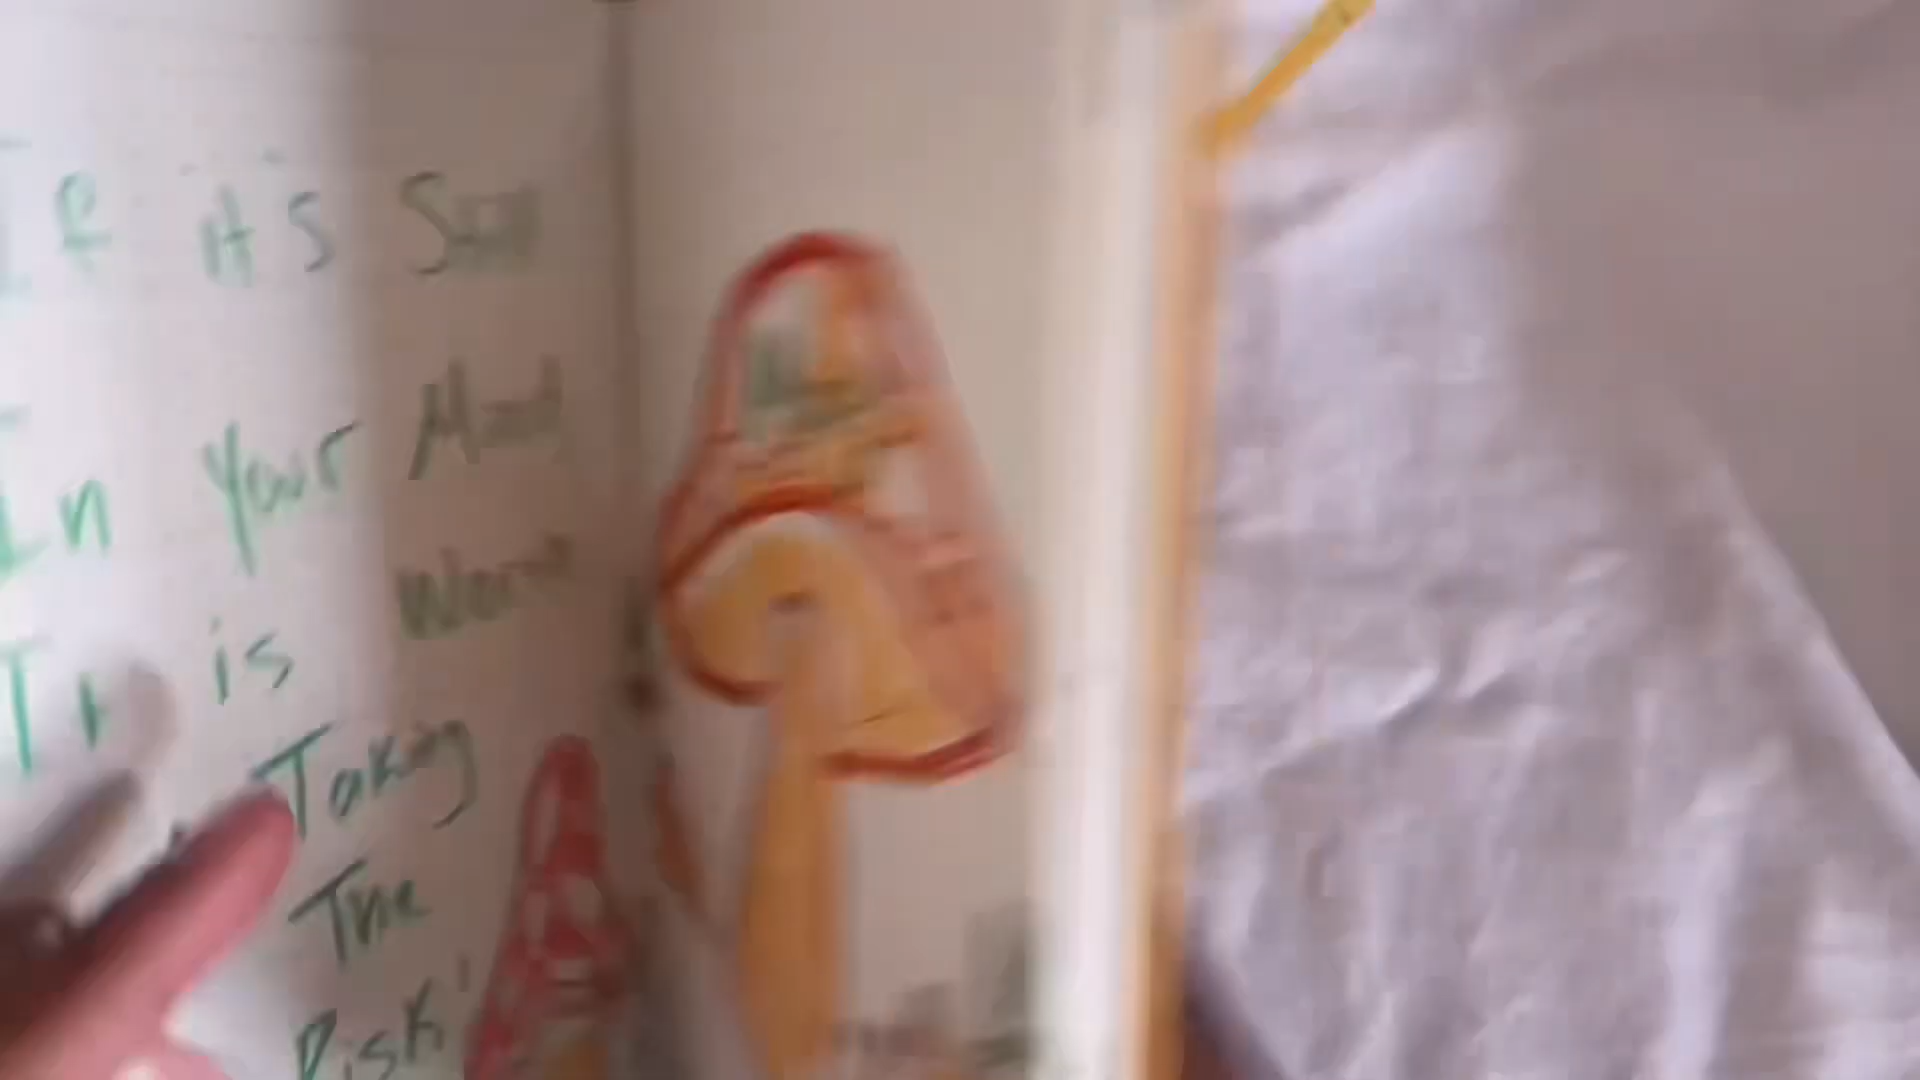 If it's Still
In Your Mind
It is Worth
Taking
The
Risk'